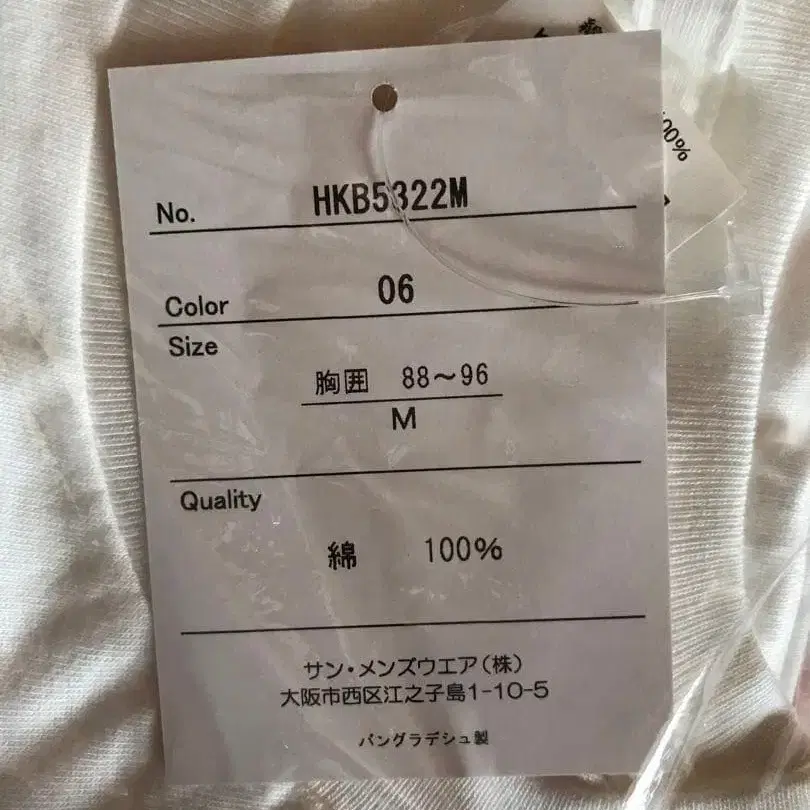 No. HKB5322M
Color 06
Size
胸囲 88~96
M
Quality
綿 100%
サン・メンズウエア(株)
大阪市西区江之子島1-10-5
バングラデシュ製
00%